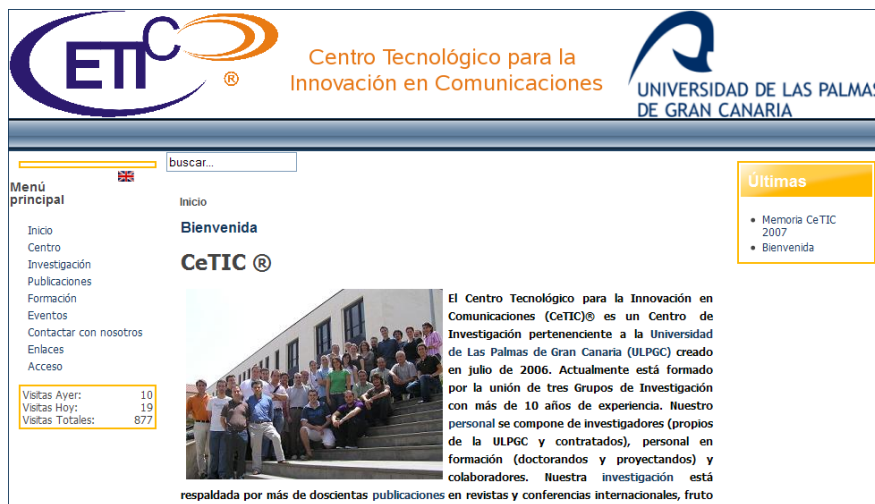 CETIC ®
Centro Tecnológico para la
Innovación en Comunicaciones
UNIVERSIDAD DE LAS PALMAS
DE GRAN CANARIA
buscar...
Menú
principal
Inicio
Centro
Investigación
Publicaciones
Formación
Eventos
Contactar con nosotros
Enlaces
Acceso
Visitas Ayer: 10
Visitas Hoy: 19
Visitas Totales: 877
Inicio
Bienvenida
CeTIC ®
El Centro Tecnológico para la Innovación en
Comunicaciones (CeTIC)® es un Centro de
Investigación pertenenciente a la Universidad
de Las Palmas de Gran Canaria (ULPGC) creado
en julio de 2006. Actualmente está formado
por la unión de tres Grupos de Investigación
con más de 10 años de experiencia. Nuestro
personal se compone de investigadores (propios
de la ULPGC y contratados), personal en
formación (doctorandos y proyectandos) y
colaboradores. Nuestra investigación está
respaldada por más de doscientas publicaciones en revistas y conferencias internacionales, fruto
Últimas
Memoria CeTIC
2007
Bienvenida